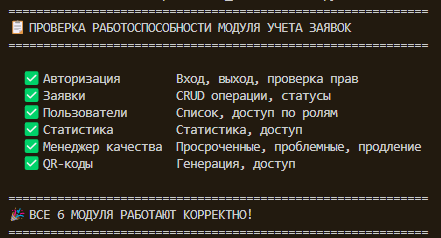 ============================================================
📋 ПРОВЕРКА РАБОТОСПОСОБНОСТИ МОДУЛЯ УЧЕТА ЗАЯВОК
============================================================
✅ Авторизация Вход, выход, проверка прав
✅ Заявки CRUD операции, статусы
✅ Пользователи Список, доступ по ролям
✅ Статистика Статистика, доступ
✅ Менеджер качества Просроченные, проблемные, продление
✅ QR-коды Генерация, доступ
============================================================
🎉 ВСЕ 6 МОДУЛЯ РАБОТАЮТ КОРРЕКТНО!
============================================================